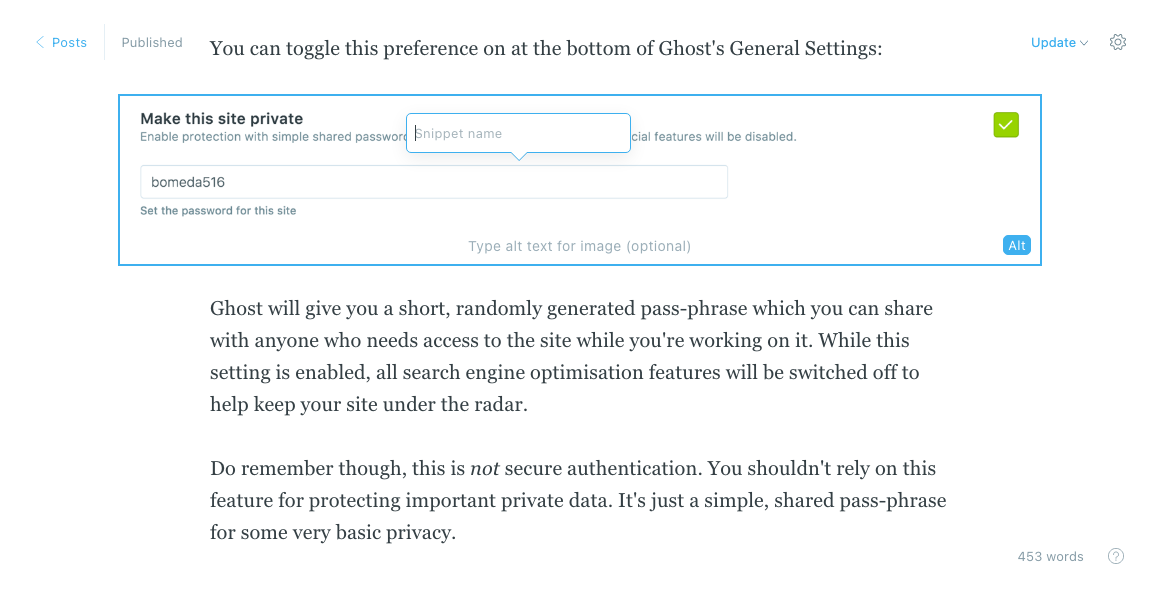 Posts
Published
You can toggle this preference on at the bottom of Ghost's General Settings:
Update
Make this site private
Enable protection with simple shared
Snippet name
features will be disabled.
bomeda516
Set the password for this site
Type alt text for image (optional)
Alt
Ghost will give you a short, randomly generated pass-phrase which you can share
with anyone who needs access to the site while you're working on it. While this
setting is enabled, all search engine optimisation features will be switched off to
help keep your site under the radar.
Do remember though, this is not secure authentication. You shouldn't rely on this
feature for protecting important private data. It's just a simple, shared pass-phrase
for some very basic privacy.
453 words
?